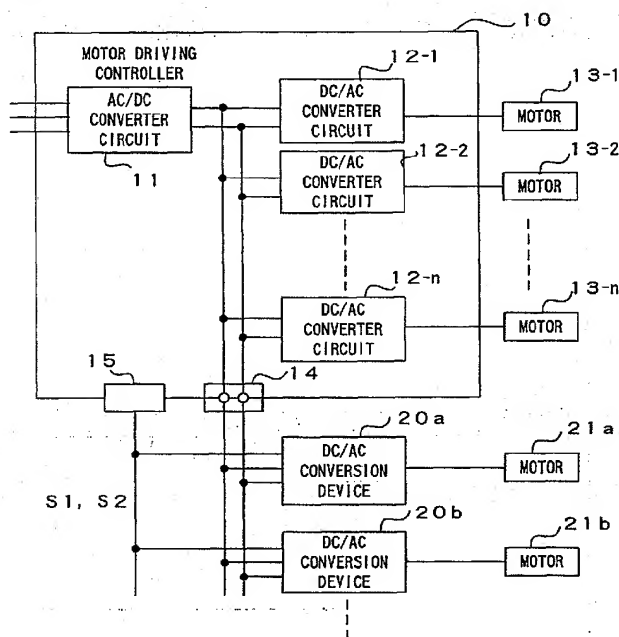 10
MOTOR DRIVING
CONTROLLER
AC/DC
CONVERTER
CIRCUIT
11
12-1
DC/AC
CONVERTER
CIRCUIT
13-1
MOTOR
12-2
DC/AC
CONVERTER
CIRCUIT
13-2
MOTOR
12-n
DC/AC
CONVERTER
CIRCUIT
13-n
MOTOR
15
14
S1, S2
20a
DC/AC
CONVERSION
DEVICE
21a
MOTOR
20b
DC/AC
CONVERSION
DEVICE
21b
MOTOR